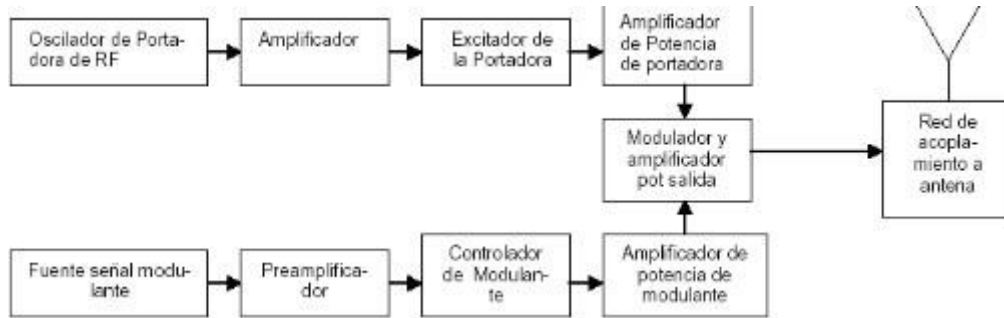 Oscilador de Porta-
dora de RF
Amplificador
Excitador de
la Portadora
Amplificador
de Potencia
de portadora
Modulador y
amplificador
pot salida
Red de
acopla-
miento a
antena
Fuente señal modu-
lante
Preamplifica-
dor
Controlador
de Modulan-
te
Amplificador de
potencia de
modulante